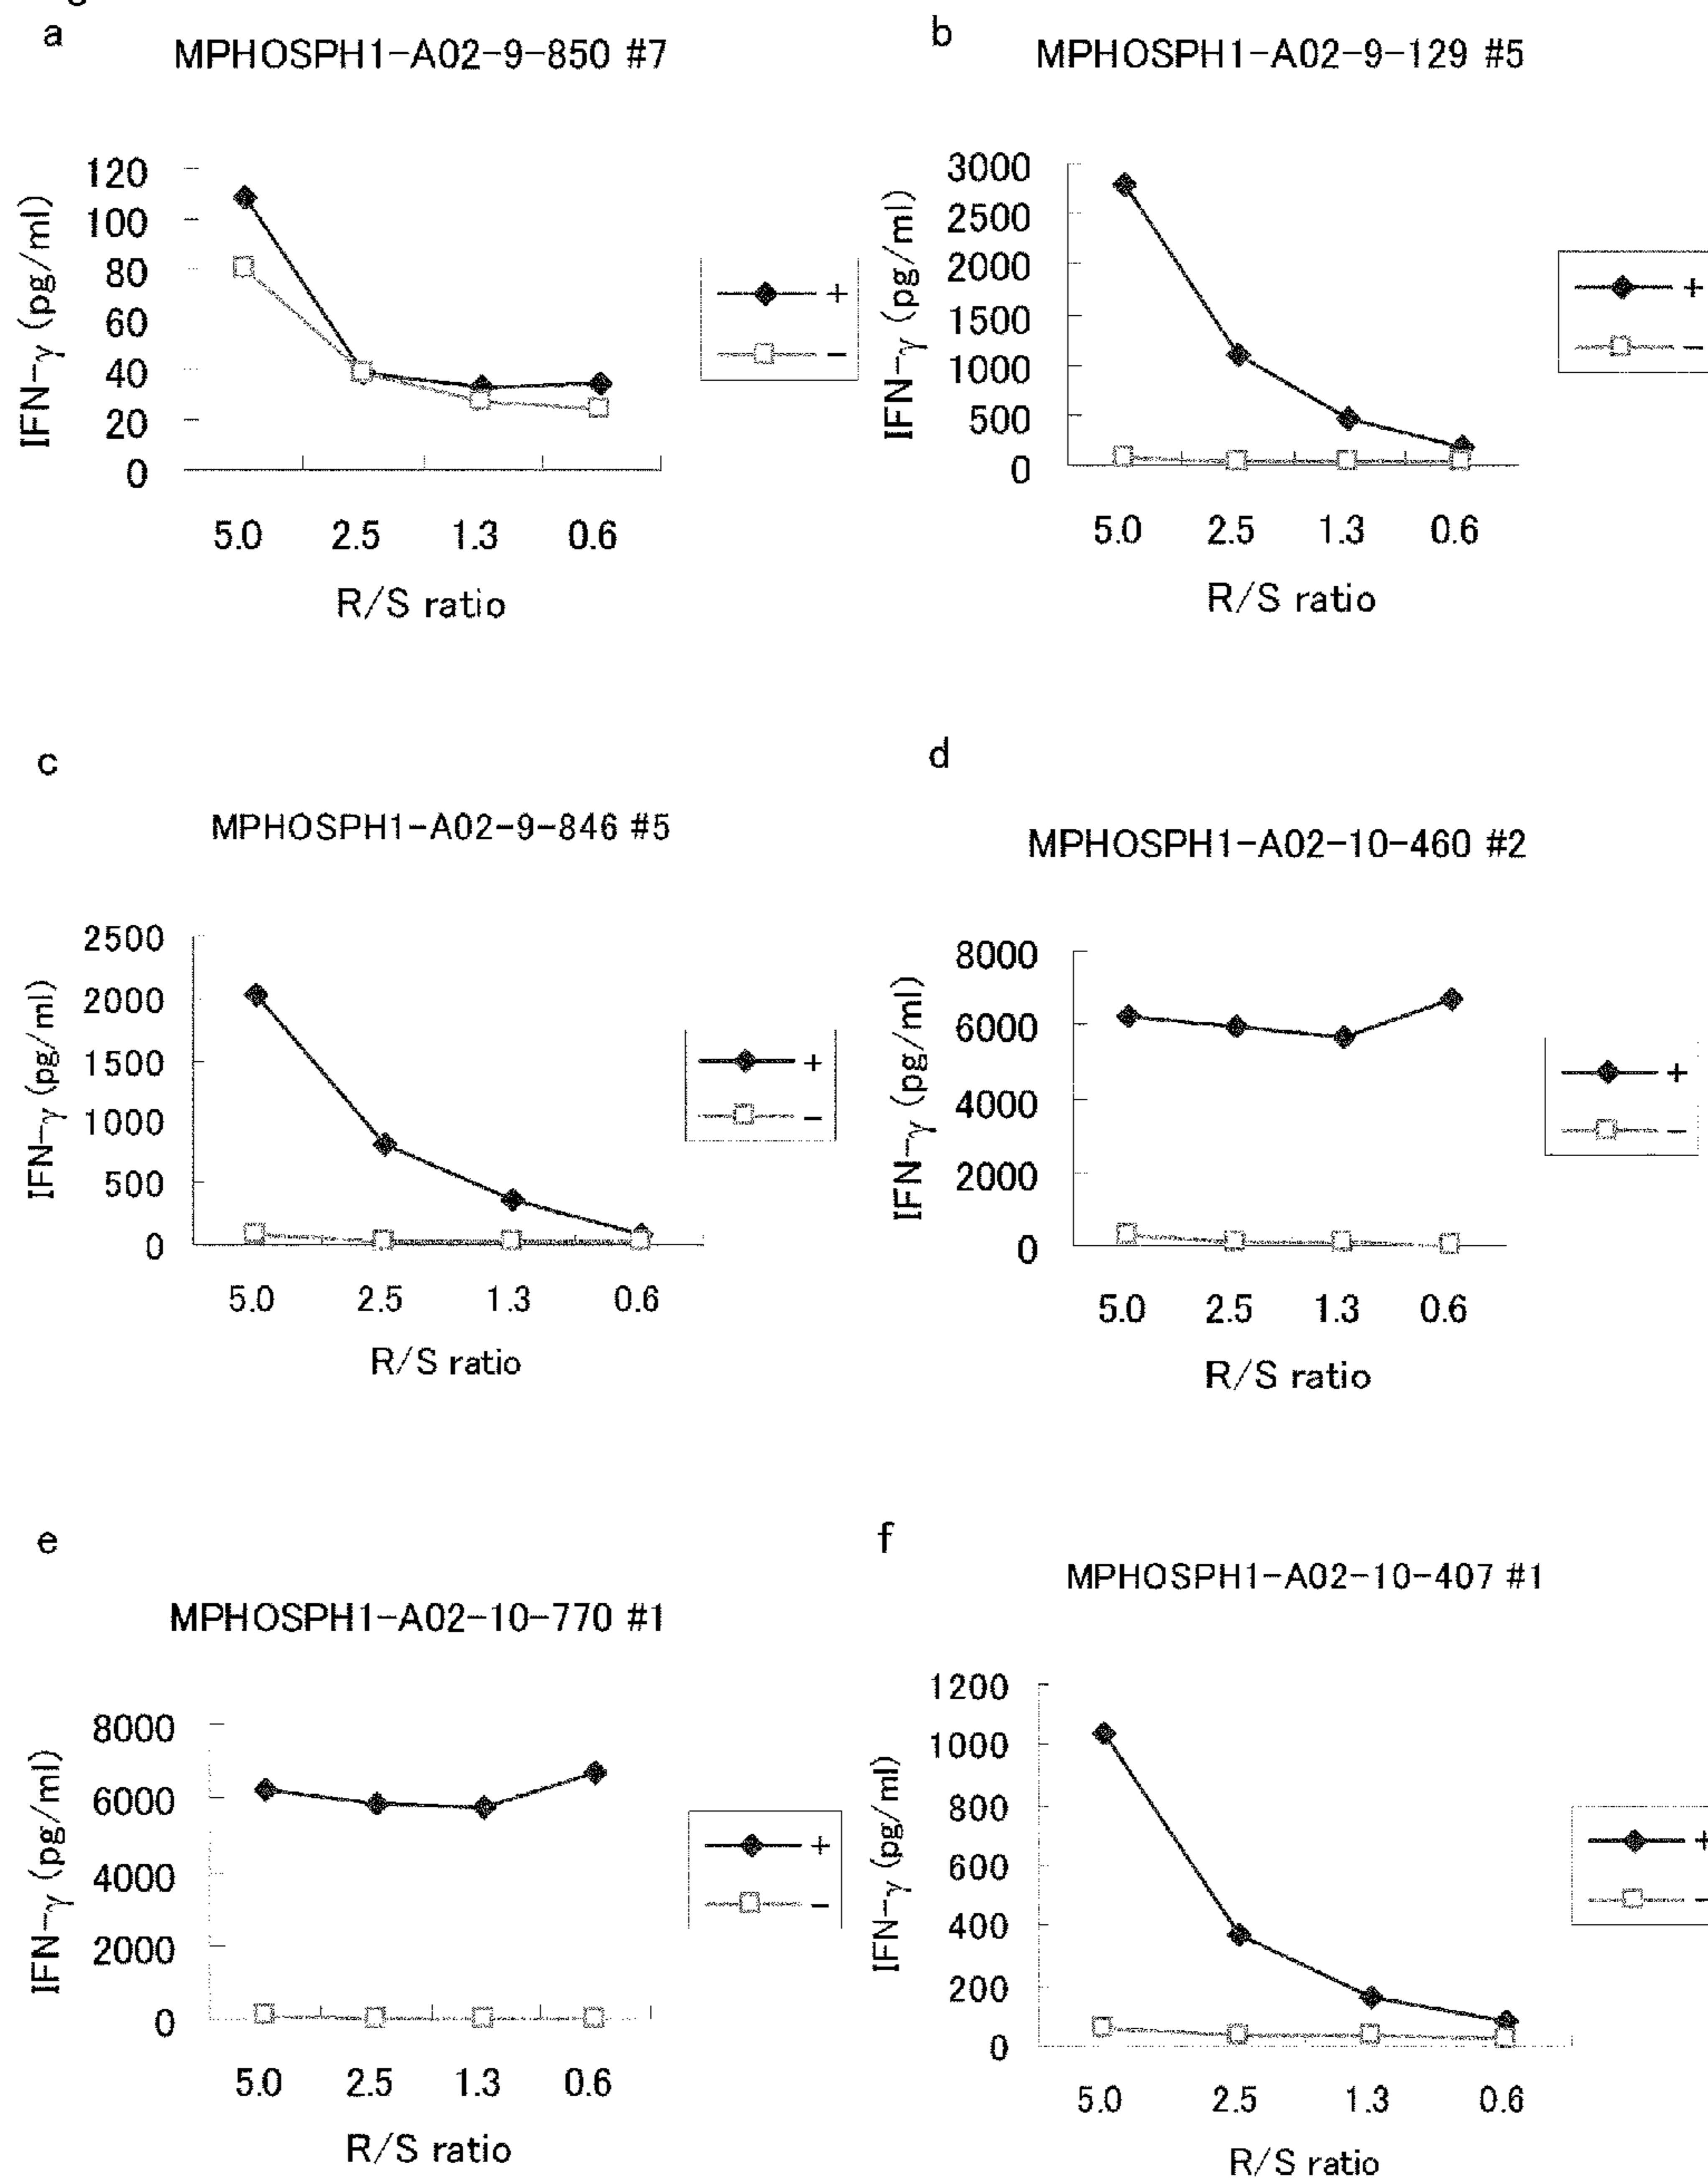 a
MPHOSPH1-A02-9-850 #7
IFN-γ (pg/ml)
120
100
80
60
40
20
0
5.0 2.5 1.3 0.6
R/S ratio
+
−
b
MPHOSPH1-A02-9-129 #5
IFN-γ (pg/ml)
3000
2500
2000
1500
1000
500
0
5.0 2.5 1.3 0.6
R/S ratio
+
−
c
MPHOSPH1-A02-9-846 #5
IFN-γ (pg/ml)
2500
2000
1500
1000
500
0
5.0 2.5 1.3 0.6
R/S ratio
+
−
d
MPHOSPH1-A02-10-460 #2
IFN-γ (pg/ml)
8000
6000
4000
2000
0
5.0 2.5 1.3 0.6
R/S ratio
+
−
e
MPHOSPH1-A02-10-770 #1
IFN-γ (pg/ml)
8000
6000
4000
2000
0
5.0 2.5 1.3 0.6
R/S ratio
+
−
f
MPHOSPH1-A02-10-407 #1
IFN-γ (pg/ml)
1200
1000
800
600
400
200
0
5.0 2.5 1.3 0.6
R/S ratio
+
−